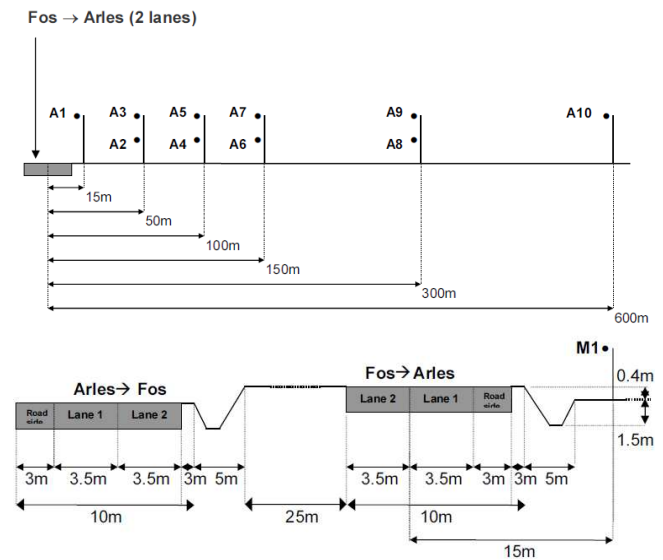 Fos → Arles (2 lanes)
A1 A3 A5 A7 A9 A10
A2 A4 A6 A8
15m
50m
100m
150m
300m
600m
M1
Fos→Arles
Arles→ Fos
0.4m
Road side
Lane 1
Lane 2
Lane 2
Lane 1
Road side
1.5m
3m 3.5m 3.5m 3m 5m 3.5m 3.5m 3m 3m 5m
10m 25m 10m
15m